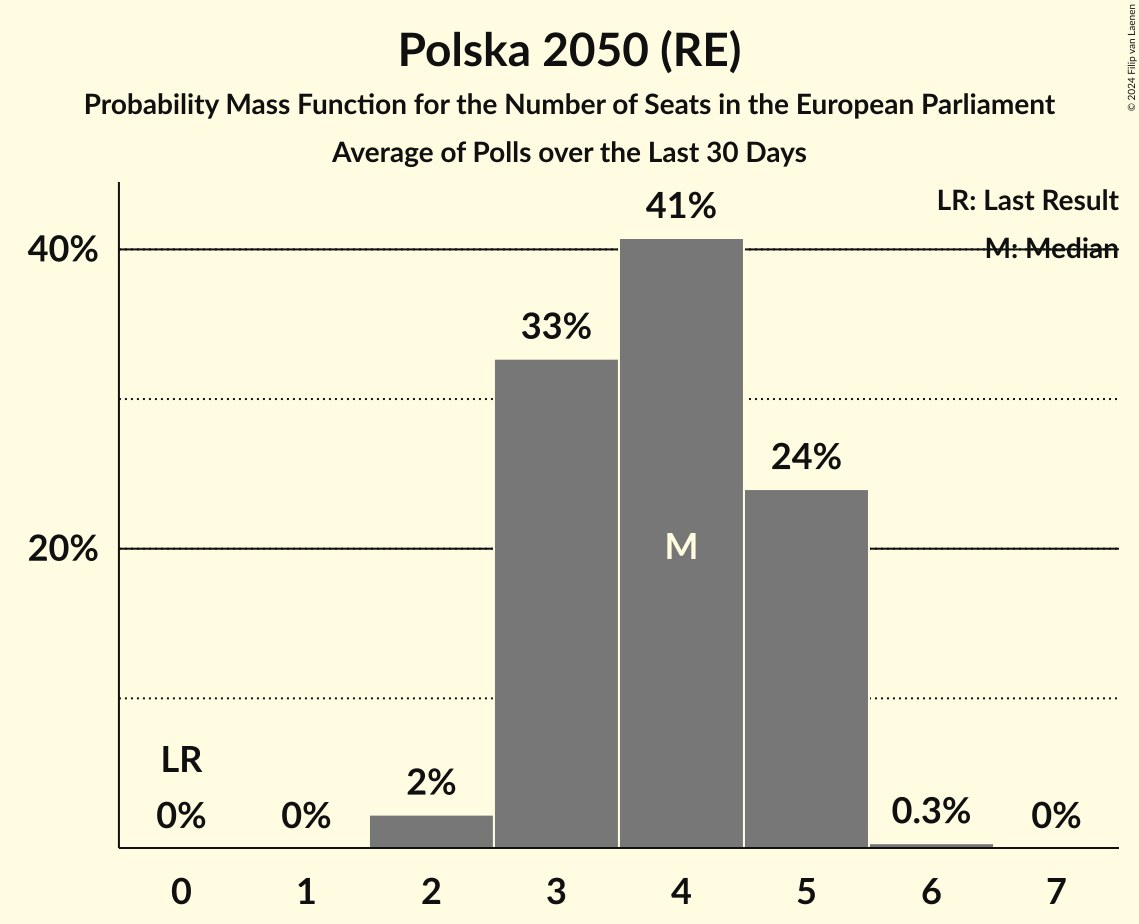 Polska 2050 (RE)
Probability Mass Function for the Number of Seats in the European Parliament
Average of Polls over the Last 30 Days
© 2024 Filip van Laenen
LR: Last Result
M: Median
40%
20%
LR
0%
0%
2%
33%
41%
M
24%
0.3%
0%
0 1 2 3 4 5 6 7